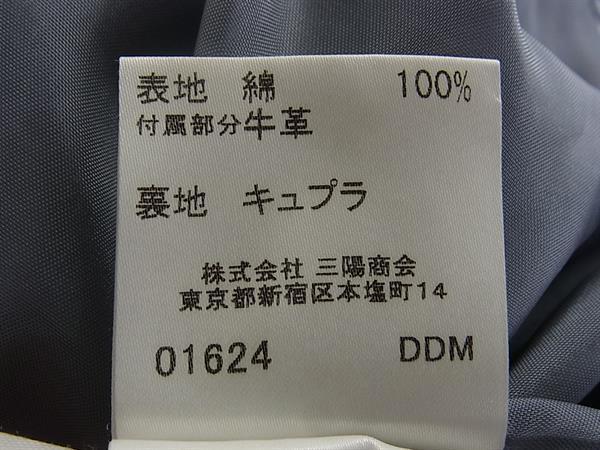 表地 綿 100%
付属部分 牛革
裏地 キュプラ
株式会社 三陽商会
東京都新宿区本塩町14
01624 DDM